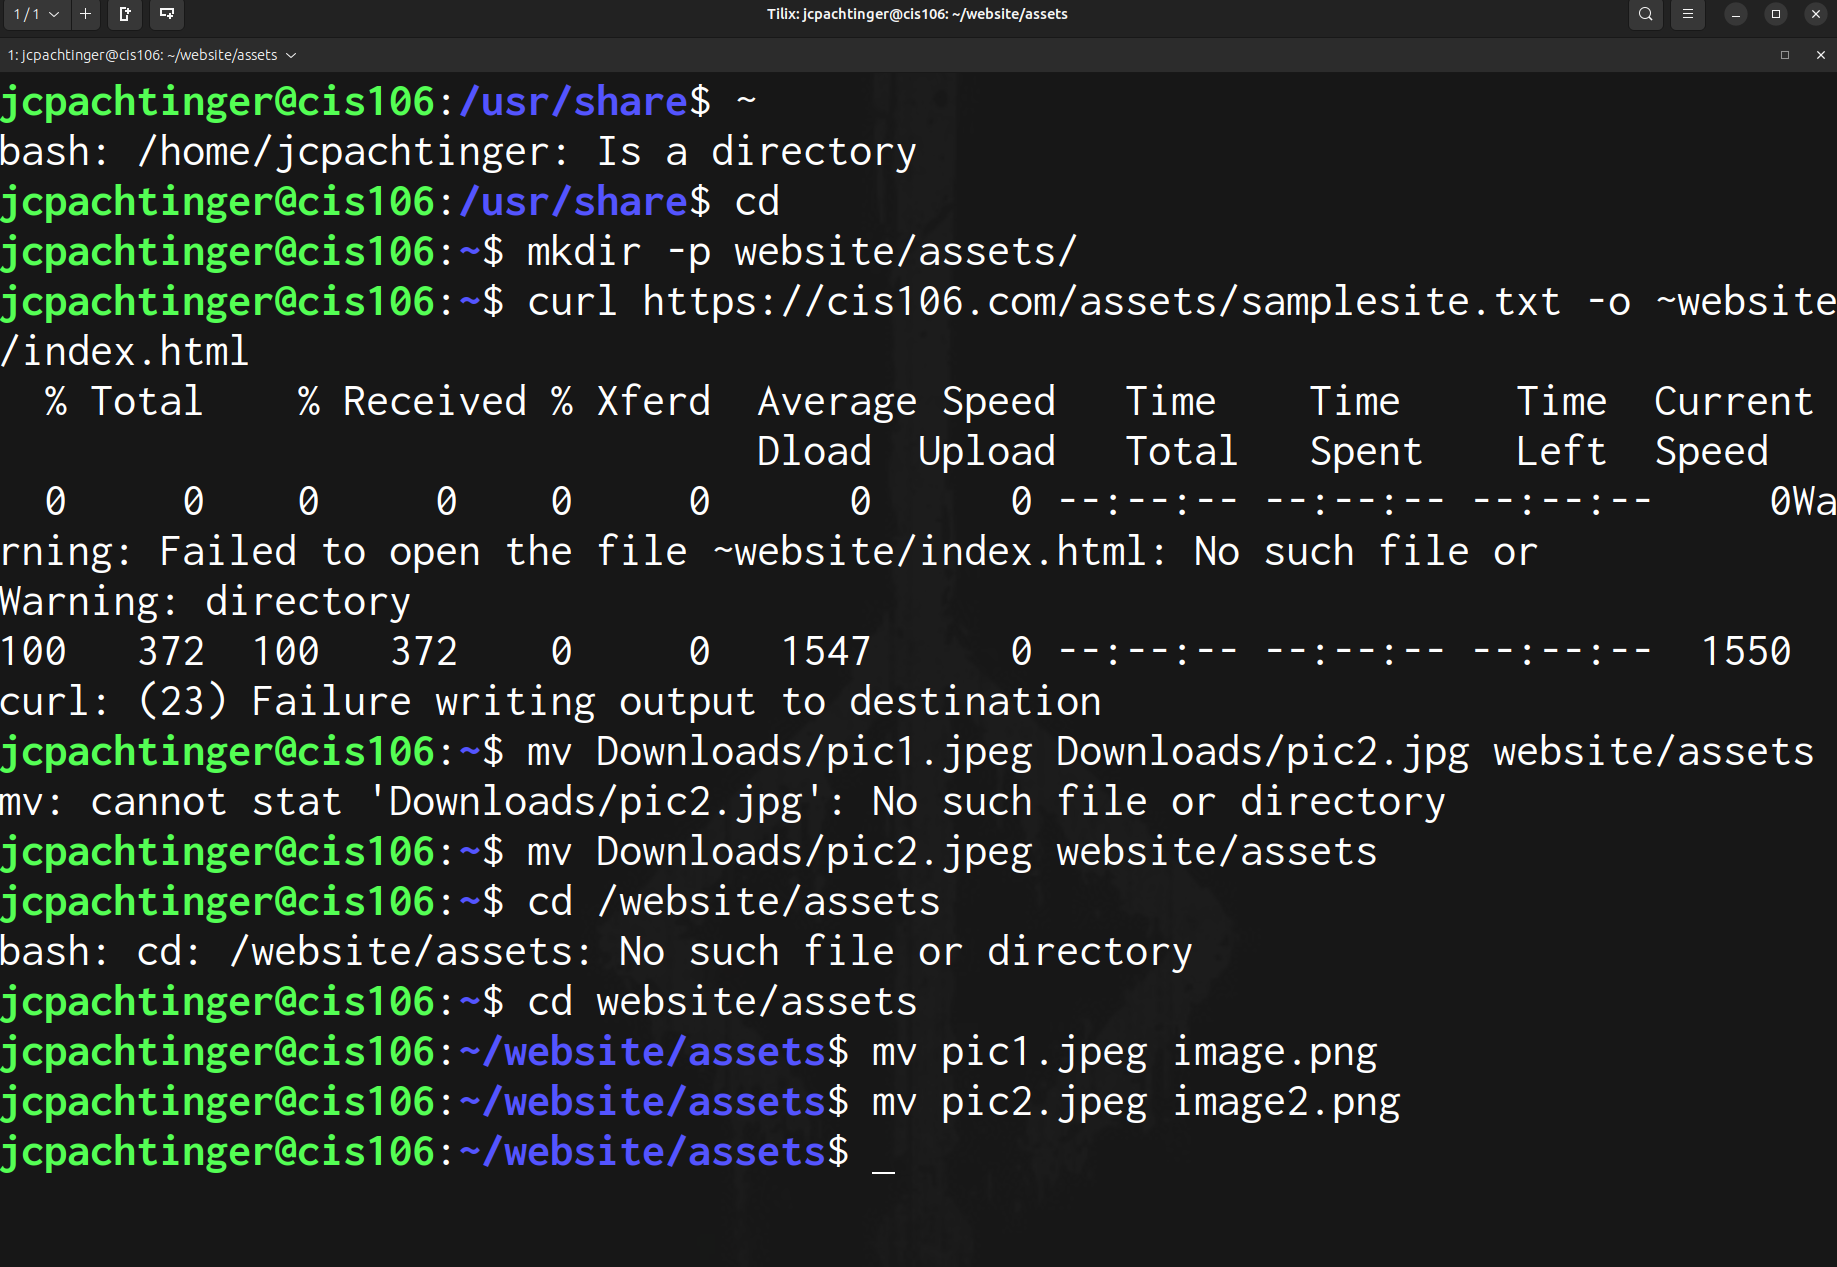 1 / 1
Tilix: jcpachtinger@cis106: ~/website/assets
1: jcpachtinger@cis106: ~/website/assets
jcpachtinger@cis106:/usr/share$ ~
bash: /home/jcpachtinger: Is a directory
jcpachtinger@cis106:/usr/share$ cd
jcpachtinger@cis106:~$ mkdir -p website/assets/
jcpachtinger@cis106:~$ curl https://cis106.com/assets/samplesite.txt -o ~website
/index.html
  % Total    % Received % Xferd  Average Speed   Time    Time     Time  Current
                                 Dload  Upload   Total   Spent    Left  Speed
  0     0    0     0    0     0      0      0 --:--:-- --:--:-- --:--:--     0Wa
rning: Failed to open the file ~website/index.html: No such file or
Warning: directory
100   372  100   372    0     0   1547      0 --:--:-- --:--:-- --:--:--  1550
curl: (23) Failure writing output to destination
jcpachtinger@cis106:~$ mv Downloads/pic1.jpeg Downloads/pic2.jpg website/assets
mv: cannot stat 'Downloads/pic2.jpg': No such file or directory
jcpachtinger@cis106:~$ mv Downloads/pic2.jpeg website/assets
jcpachtinger@cis106:~$ cd /website/assets
bash: cd: /website/assets: No such file or directory
jcpachtinger@cis106:~$ cd website/assets
jcpachtinger@cis106:~/website/assets$ mv pic1.jpeg image.png
jcpachtinger@cis106:~/website/assets$ mv pic2.jpeg image2.png
jcpachtinger@cis106:~/website/assets$ _